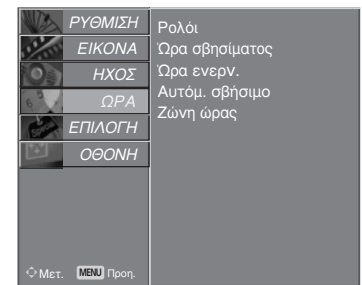 ΡΥΘΜΙΣΗ
ΕΙΚΟΝΑ
ΗΧΟΣ
ΩΡΑ
ΕΠΙΛΟΓΗ
ΟΘΟΝΗ
Ρολόι
Ώρα σβησίματος
Ώρα ενεργ.
Αυτόμ. σβήσιμο
Ζώνη ώρας
Μετ. MENU Προη.